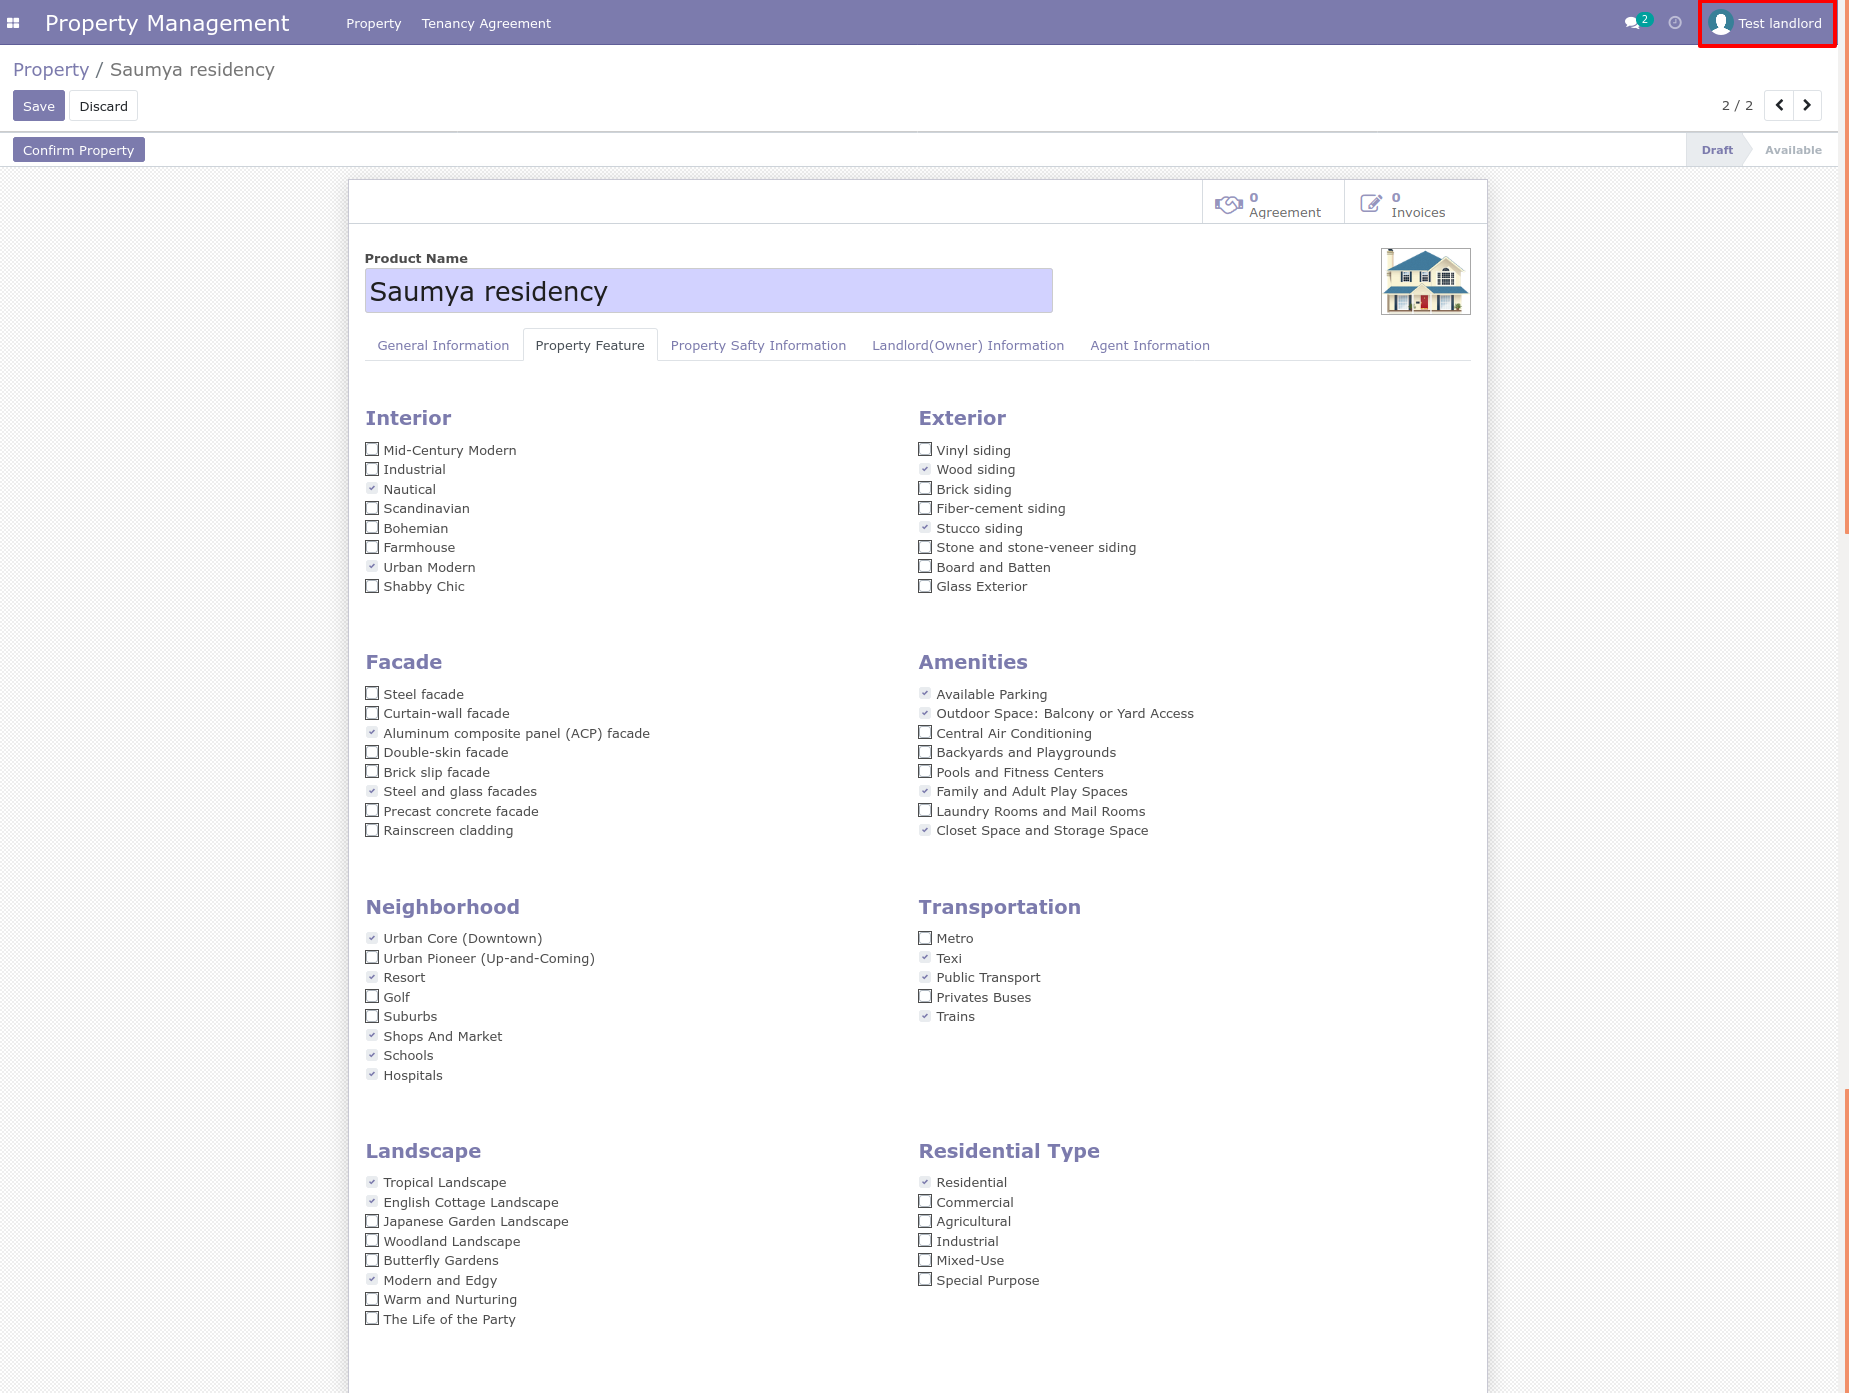 Property Management Property Tenancy Agreement 2 Test landlord
Property / Saumya residency
Save Discard 2 / 2
Confirm Property Draft Available
0 Agreement 0 Invoices
Product Name
Saumya residency
General Information Property Feature Property Safty Information Landlord(Owner) Information Agent Information
Interior
Mid-Century Modern
Industrial
Nautical
Scandinavian
Bohemian
Farmhouse
Urban Modern
Shabby Chic
Exterior
Vinyl siding
Wood siding
Brick siding
Fiber-cement siding
Stucco siding
Stone and stone-veneer siding
Board and Batten
Glass Exterior
Facade
Steel facade
Curtain-wall facade
Aluminum composite panel (ACP) facade
Double-skin facade
Brick slip facade
Steel and glass facades
Precast concrete facade
Rainscreen cladding
Amenities
Available Parking
Outdoor Space: Balcony or Yard Access
Central Air Conditioning
Backyards and Playgrounds
Pools and Fitness Centers
Family and Adult Play Spaces
Laundry Rooms and Mail Rooms
Closet Space and Storage Space
Neighborhood
Urban Core (Downtown)
Urban Pioneer (Up-and-Coming)
Resort
Golf
Suburbs
Shops And Market
Schools
Hospitals
Transportation
Metro
Texi
Public Transport
Privates Buses
Trains
Landscape
Tropical Landscape
English Cottage Landscape
Japanese Garden Landscape
Woodland Landscape
Butterfly Gardens
Modern and Edgy
Warm and Nurturing
The Life of the Party
Residential Type
Residential
Commercial
Agricultural
Industrial
Mixed-Use
Special Purpose